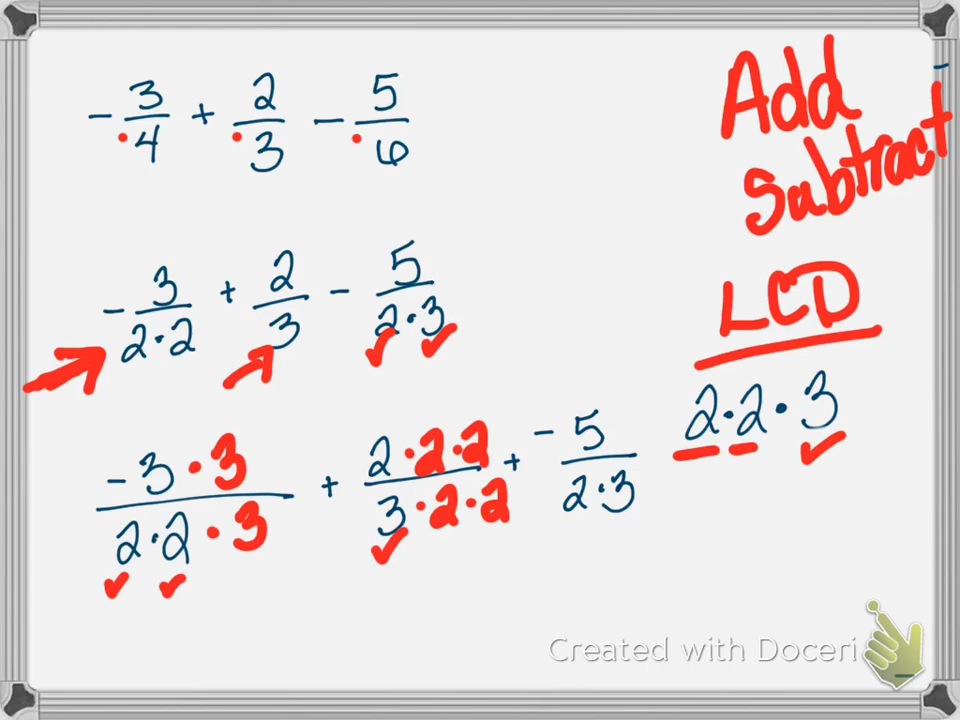 - 3/4 + 2/3 - 5/6
Add
Subtract
- 3/(2·2) + 2/3 - 5/(2·3)
LCD
2·2·3
(-3·3)/(2·2·3) + (2·2·2)/(3·2·2) + (-5)/(2·3)
Created with Doceri